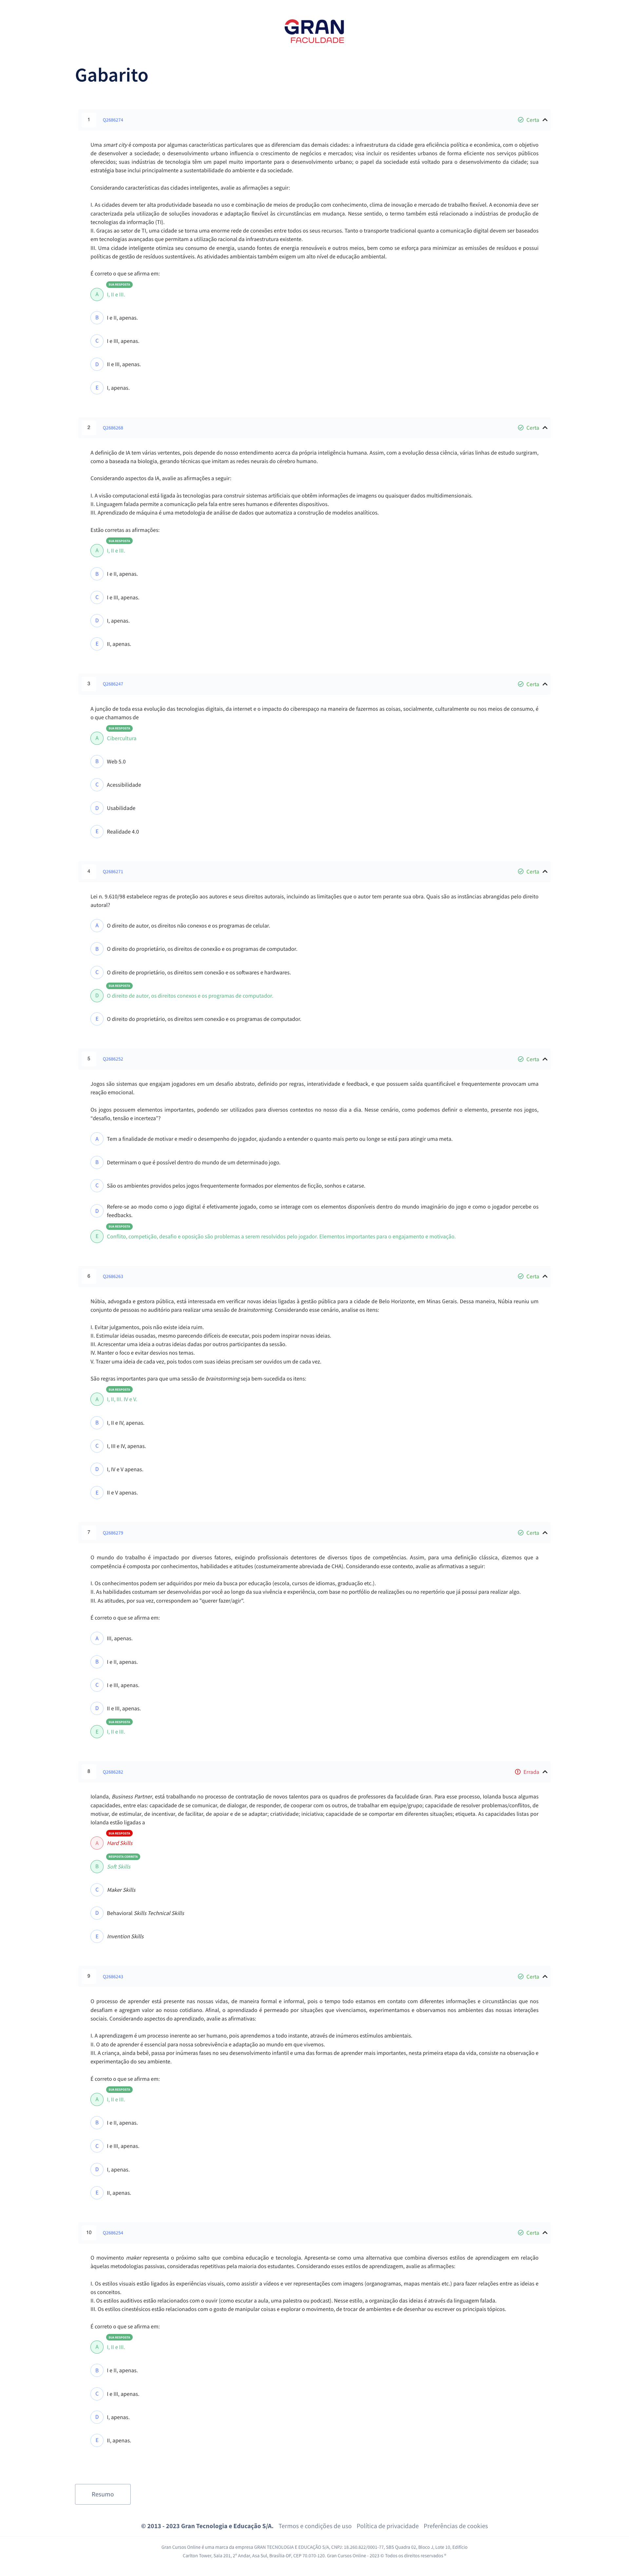 GRAN
FACULDADE
Gabarito
1 Q2686274 Certa
Uma smart city é composta por algumas características particulares que as diferenciam das demais cidades: a infraestrutura da cidade gera eficiência política e econômica, com o objetivo
de desenvolver a sociedade; o desenvolvimento urbano influencia o crescimento de negócios e mercados; visa incluir os residentes urbanos de forma eficiente nos serviços públicos
oferecidos; suas indústrias de tecnologia têm um papel muito importante para o desenvolvimento urbano; o papel da sociedade está voltado para o desenvolvimento da cidade; sua
estratégia base inclui principalmente a sustentabilidade do ambiente e da sociedade.
Considerando características das cidades inteligentes, avalie as afirmações a seguir:
I. As cidades devem ter alta produtividade baseada no uso e combinação de meios de produção com conhecimento, clima de inovação e mercado de trabalho flexível. A economia deve ser
caracterizada pela utilização de soluções inovadoras e adaptação flexível às circunstâncias em mudança. Nesse sentido, o termo também está relacionado a indústrias de produção de
tecnologias da informação (TI).
II. Graças ao setor de TI, uma cidade se torna uma enorme rede de conexões entre todos os seus recursos. Tanto o transporte tradicional quanto a comunicação digital devem ser baseados
em tecnologias avançadas que permitam a utilização racional da infraestrutura existente.
III. Uma cidade inteligente otimiza seu consumo de energia, usando fontes de energia renováveis e outros meios, bem como se esforça para minimizar as emissões de resíduos e possui
políticas de gestão de resíduos sustentáveis. As atividades ambientais também exigem um alto nível de educação ambiental.
É correto o que se afirma em:
SUA RESPOSTA
A I, II e III.
B I e II, apenas.
C I e III, apenas.
D II e III, apenas.
E I, apenas.
2 Q2686268 Certa
A definição de IA tem várias vertentes, pois depende do nosso entendimento acerca da própria inteligência humana. Assim, com a evolução dessa ciência, várias linhas de estudo surgiram,
como a baseada na biologia, gerando técnicas que imitam as redes neurais do cérebro humano.
Considerando aspectos da IA, avalie as afirmações a seguir:
I. A visão computacional está ligada às tecnologias para construir sistemas artificiais que obtêm informações de imagens ou quaisquer dados multidimensionais.
II. Linguagem falada permite a comunicação pela fala entre seres humanos e diferentes dispositivos.
III. Aprendizado de máquina é uma metodologia de análise de dados que automatiza a construção de modelos analíticos.
Estão corretas as afirmações:
SUA RESPOSTA
A I, II e III.
B I e II, apenas.
C I e III, apenas.
D I, apenas.
E II, apenas.
3 Q2686247 Certa
A junção de toda essa evolução das tecnologias digitais, da internet e o impacto do ciberespaço na maneira de fazermos as coisas, socialmente, culturalmente ou nos meios de consumo, é
o que chamamos de
SUA RESPOSTA
A Cibercultura
B Web 5.0
C Acessibilidade
D Usabilidade
E Realidade 4.0
4 Q2686271 Certa
Lei n. 9.610/98 estabelece regras de proteção aos autores e seus direitos autorais, incluindo as limitações que o autor tem perante sua obra. Quais são as instâncias abrangidas pelo direito
autoral?
A O direito de autor, os direitos não conexos e os programas de celular.
B O direito do proprietário, os direitos de conexão e os programas de computador.
C O direito de proprietário, os direitos sem conexão e os softwares e hardwares.
SUA RESPOSTA
D O direito de autor, os direitos conexos e os programas de computador.
E O direito do proprietário, os direitos sem conexão e os programas de computador.
5 Q2686252 Certa
Jogos são sistemas que engajam jogadores em um desafio abstrato, definido por regras, interatividade e feedback, e que possuem saída quantificável e frequentemente provocam uma
reação emocional.
Os jogos possuem elementos importantes, podendo ser utilizados para diversos contextos no nosso dia a dia. Nesse cenário, como podemos definir o elemento, presente nos jogos,
"desafio, tensão e incerteza"?
A Tem a finalidade de motivar e medir o desempenho do jogador, ajudando a entender o quanto mais perto ou longe se está para atingir uma meta.
B Determinam o que é possível dentro do mundo de um determinado jogo.
C São os ambientes providos pelos jogos frequentemente formados por elementos de ficção, sonhos e catarse.
D Refere-se ao modo como o jogo digital é efetivamente jogado, como se interage com os elementos disponíveis dentro do mundo imaginário do jogo e como o jogador percebe os
feedbacks.
SUA RESPOSTA
E Conflito, competição, desafio e oposição são problemas a serem resolvidos pelo jogador. Elementos importantes para o engajamento e motivação.
6 Q2686263 Certa
Núbia, advogada e gestora pública, está interessada em verificar novas ideias ligadas à gestão pública para a cidade de Belo Horizonte, em Minas Gerais. Dessa maneira, Núbia reuniu um
conjunto de pessoas no auditório para realizar uma sessão de brainstorming. Considerando esse cenário, analise os itens:
I. Evitar julgamentos, pois não existe ideia ruim.
II. Estimular ideias ousadas, mesmo parecendo difíceis de executar, pois podem inspirar novas ideias.
III. Acrescentar uma ideia a outras ideias dadas por outros participantes da sessão.
IV. Manter o foco e evitar desvios nos temas.
V. Trazer uma ideia de cada vez, pois todos com suas ideias precisam ser ouvidos um de cada vez.
São regras importantes para que uma sessão de brainstorming seja bem-sucedida os itens:
SUA RESPOSTA
A I, II, III, IV e V.
B I, II e IV, apenas.
C I, III e IV, apenas.
D I, IV e V apenas.
E II e V apenas.
7 Q2686279 Certa
O mundo do trabalho é impactado por diversos fatores, exigindo profissionais detentores de diversos tipos de competências. Assim, para uma definição clássica, dizemos que a
competência é composta por conhecimentos, habilidades e atitudes (costumeiramente abreviada de CHA). Considerando esse contexto, avalie as afirmativas a seguir:
I. Os conhecimentos podem ser adquiridos por meio da busca por educação (escola, cursos de idiomas, graduação etc.).
II. As habilidades costumam ser desenvolvidas por você ao longo da sua vivência e experiência, com base no portfólio de realizações ou no repertório que já possui para realizar algo.
III. As atitudes, por sua vez, correspondem ao "querer fazer/agir".
É correto o que se afirma em:
A III, apenas.
B I e II, apenas.
C I e III, apenas.
D II e III, apenas.
SUA RESPOSTA
E I, II e III.
8 Q2686282 Errada
Iolanda, Business Partner, está trabalhando no processo de contratação de novos talentos para os quadros de professores da faculdade Gran. Para esse processo, Iolanda busca algumas
capacidades, entre elas: capacidade de se comunicar, de dialogar, de responder, de cooperar com os outros, de trabalhar em equipe/grupo; capacidade de resolver problemas/conflitos, de
motivar, de estimular, de incentivar, de facilitar, de apoiar e de se adaptar; criatividade; iniciativa; capacidade de se comportar em diferentes situações; etiqueta. As capacidades listas por
Iolanda estão ligadas a
SUA RESPOSTA
A Hard Skills
RESPOSTA CORRETA
B Soft Skills
C Maker Skills
D Behavioral Skills Technical Skills
E Invention Skills
9 Q2686243 Certa
O processo de aprender está presente nas nossas vidas, de maneira formal e informal, pois o tempo todo estamos em contato com diferentes informações e circunstâncias que nos
desafiam e agregam valor ao nosso cotidiano. Afinal, o aprendizado é permeado por situações que vivenciamos, experimentamos e observamos nos ambientes das nossas interações
sociais. Considerando aspectos do aprendizado, avalie as afirmativas:
I. A aprendizagem é um processo inerente ao ser humano, pois aprendemos a todo instante, através de inúmeros estímulos ambientais.
II. O ato de aprender é essencial para nossa sobrevivência e adaptação ao mundo em que vivemos.
III. A criança, ainda bebê, passa por inúmeras fases no seu desenvolvimento infantil e uma das formas de aprender mais importantes, nesta primeira etapa da vida, consiste na observação e
experimentação do seu ambiente.
É correto o que se afirma em:
SUA RESPOSTA
A I, II e III.
B I e II, apenas.
C I e III, apenas.
D I, apenas.
E II, apenas.
10 Q2686254 Certa
O movimento maker representa o próximo salto que combina educação e tecnologia. Apresenta-se como uma alternativa que combina diversos estilos de aprendizagem em relação
àquelas metodologias passivas, consideradas repetitivas pela maioria dos estudantes. Considerando esses estilos de aprendizagem, avalie as afirmações:
I. Os estilos visuais estão ligados às experiências visuais, como assistir a vídeos e ver representações com imagens (organogramas, mapas mentais etc.) para fazer relações entre as ideias e
os conceitos.
II. Os estilos auditivos estão relacionados com o ouvir (como escutar a aula, uma palestra ou podcast). Nesse estilo, a organização das ideias é através da linguagem falada.
III. Os estilos cinestésicos estão relacionados com o gosto de manipular coisas e explorar o movimento, de trocar de ambientes e de desenhar ou escrever os principais tópicos.
É correto o que se afirma em:
SUA RESPOSTA
A I, II e III.
B I e II, apenas.
C I e III, apenas.
D I, apenas.
E II, apenas.
Resumo
© 2013 - 2023 Gran Tecnologia e Educação S/A. Termos e condições de uso Política de privacidade Preferências de cookies
Gran Cursos Online é uma marca da empresa GRAN TECNOLOGIA E EDUCAÇÃO S/A, CNPJ: 18.260.822/0001-77, SBS Quadra 02, Bloco J, Lote 10, Edifício
Carlton Tower, Sala 201, 2º Andar, Asa Sul, Brasília-DF, CEP 70.070-120. Gran Cursos Online - 2023 © Todos os direitos reservados ®